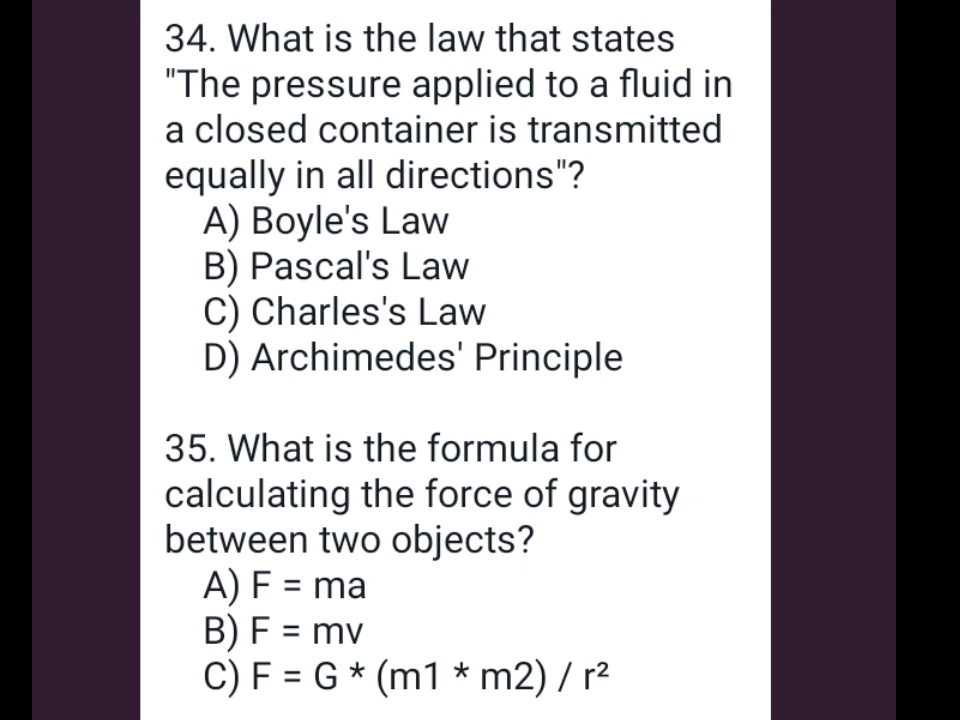 34. What is the law that states
"The pressure applied to a fluid in
a closed container is transmitted
equally in all directions"?
A) Boyle's Law
B) Pascal's Law
C) Charles's Law
D) Archimedes' Principle
35. What is the formula for
calculating the force of gravity
between two objects?
A) F = ma
B) F = mv
C) F = G * (m1 * m2) / r²